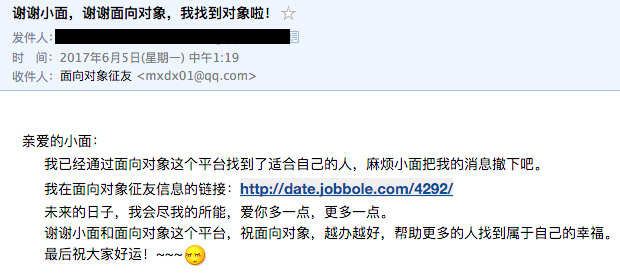 谢谢小面，谢谢面向对象，我找到对象啦！ ☆
发件人：
时　间：2017年6月5日(星期一) 中午1:19
收件人：面向对象征友 <mxdx01@qq.com>
亲爱的小面：
我已经通过面向对象这个平台找到了适合自己的人，麻烦小面把我的消息撤下吧。
我在面向对象征友信息的链接：http://date.jobbole.com/4292/
未来的日子，我会尽我的所能，爱你多一点，更多一点。
谢谢小面和面向对象这个平台，祝面向对象，越办越好，帮助更多的人找到属于自己的幸福。
最后祝大家好运！~~~